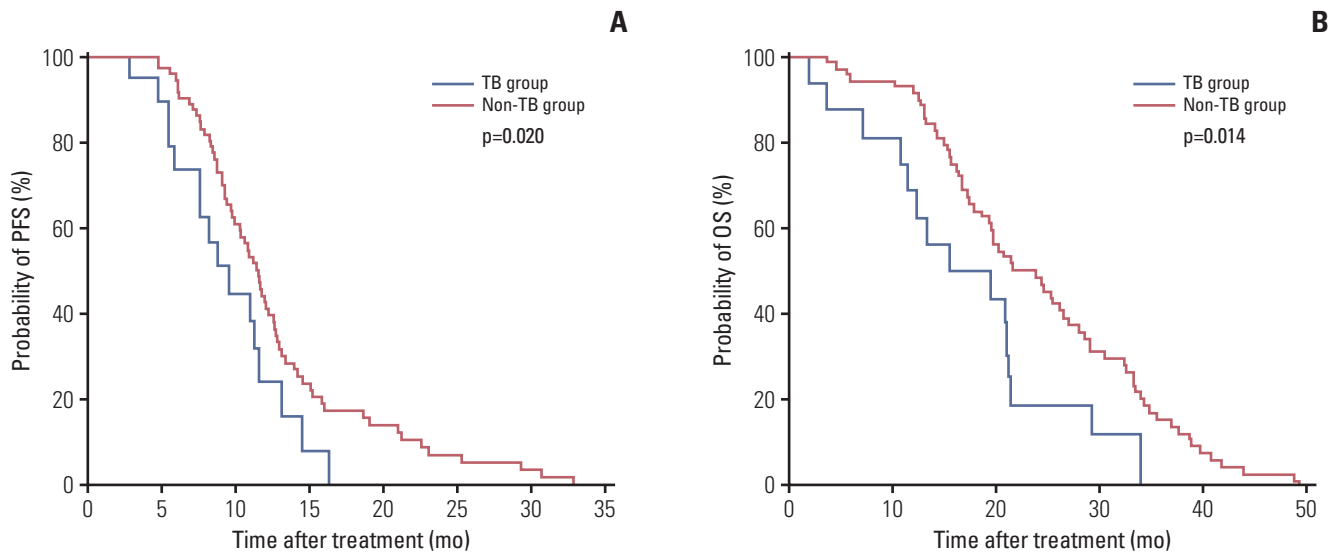 A
Probability of PFS (%)
100
80
60
40
20
0
TB group
Non-TB group
p=0.020
0 5 10 15 20 25 30 35
Time after treatment (mo)
B
Probability of OS (%)
100
80
60
40
20
0
TB group
Non-TB group
p=0.014
0 10 20 30 40 50
Time after treatment (mo)